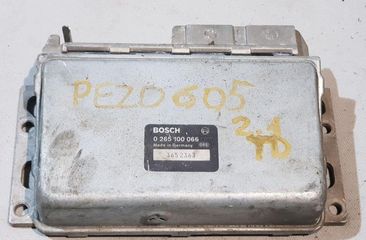 PEZO 605
2.1
TD
BOSCH
0 265 100 066
Made in Germany